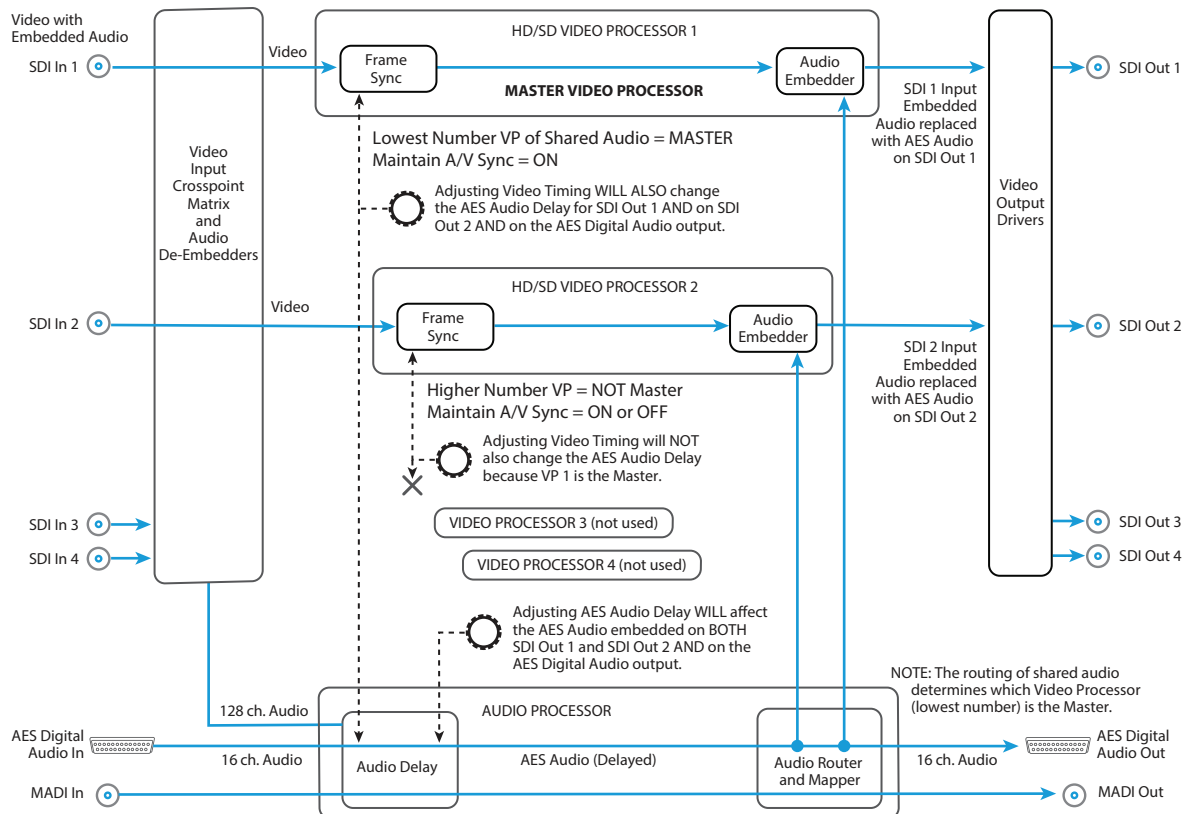 Video with
Embedded Audio
SDI In 1
Video
HD/SD VIDEO PROCESSOR 1
Frame
Sync
MASTER VIDEO PROCESSOR
Audio
Embedder
SDI Out 1
SDI 1 Input
Embedded
Audio replaced
with AES Audio
on SDI Out 1
Video
Input
Crosspoint
Matrix
and
Audio
De-Embedders
Lowest Number VP of Shared Audio = MASTER
Maintain A/V Sync = ON
Adjusting Video Timing WILL ALSO change
the AES Audio Delay for SDI Out 1 AND on SDI
Out 2 AND on the AES Digital Audio output.
Video
Output
Drivers
HD/SD VIDEO PROCESSOR 2
SDI In 2
Video
Frame
Sync
Audio
Embedder
SDI Out 2
SDI 2 Input
Embedded
Audio replaced
with AES Audio
on SDI Out 2
Higher Number VP = NOT Master
Maintain A/V Sync = ON or OFF
Adjusting Video Timing will NOT
also change the AES Audio Delay
because VP 1 is the Master.
SDI In 3
SDI In 4
VIDEO PROCESSOR 3 (not used)
VIDEO PROCESSOR 4 (not used)
SDI Out 3
SDI Out 4
Adjusting AES Audio Delay WILL affect
the AES Audio embedded on BOTH
SDI Out 1 and SDI Out 2 AND on the
AES Digital Audio output.
NOTE: The routing of shared audio
determines which Video Processor
(lowest number) is the Master.
128 ch. Audio
AUDIO PROCESSOR
AES Digital
Audio In
16 ch. Audio
Audio Delay
AES Audio (Delayed)
Audio Router
and Mapper
16 ch. Audio
AES Digital
Audio Out
MADI In
MADI Out